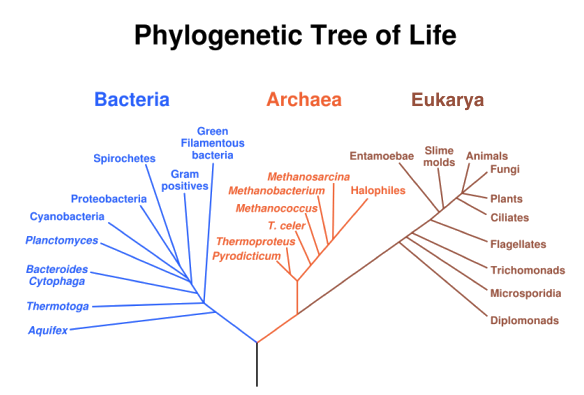 Phylogenetic Tree of Life
Bacteria
Archaea
Eukarya
Green
Filamentous
bacteria
Spirochetes
Gram
positives
Proteobacteria
Cyanobacteria
Planctomyces
Bacteroides
Cytophaga
Thermotoga
Aquifex
Methanosarcina
Methanobacterium
Halophiles
Methanococcus
T. celer
Thermoproteus
Pyrodicticum
Entamoebae
Slime
molds
Animals
Fungi
Plants
Ciliates
Flagellates
Trichomonads
Microsporidia
Diplomonads